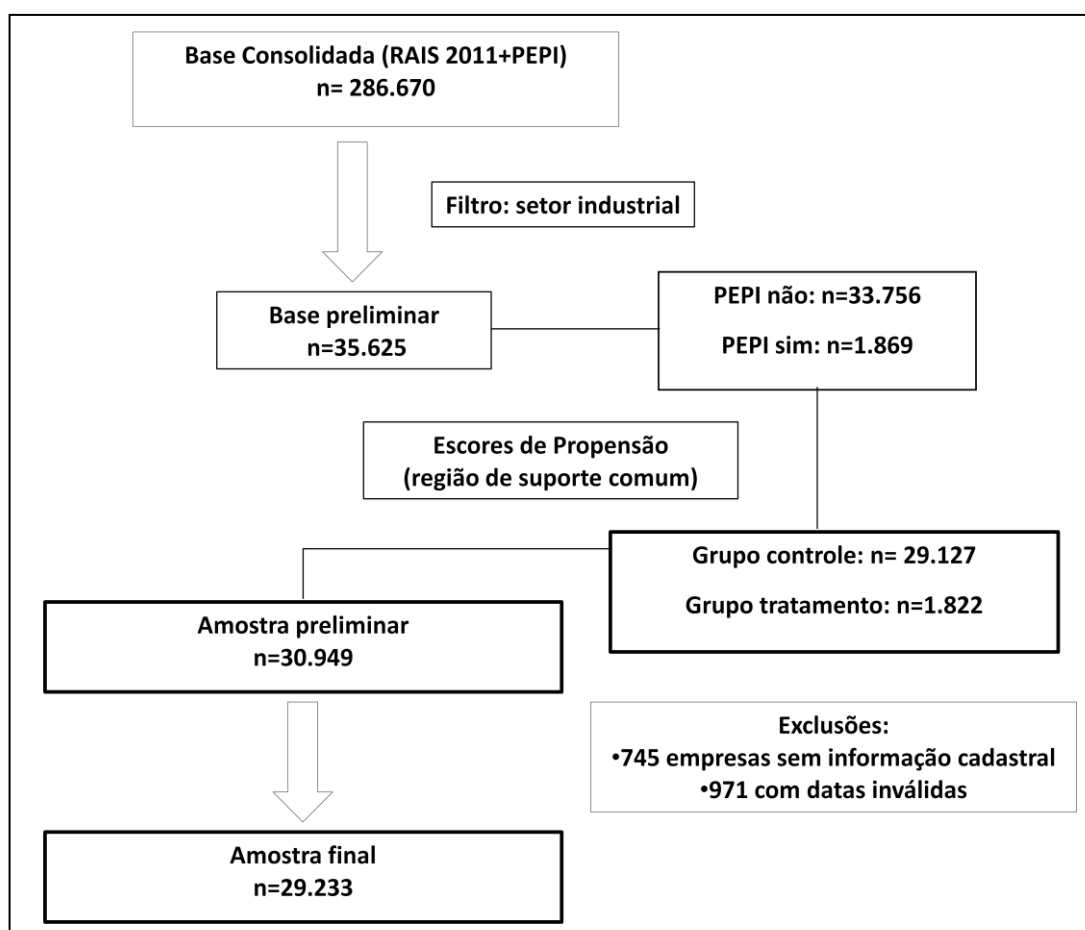 Base Consolidada (RAIS 2011+PEPI)
n= 286.670
Filtro: setor industrial
Base preliminar
n=35.625
PEPI não: n=33.756
PEPI sim: n=1.869
Escores de Propensão
(região de suporte comum)
Grupo controle: n= 29.127
Grupo tratamento: n=1.822
Amostra preliminar
n=30.949
Exclusões:
•745 empresas sem informação cadastral
•971 com datas inválidas
Amostra final
n=29.233